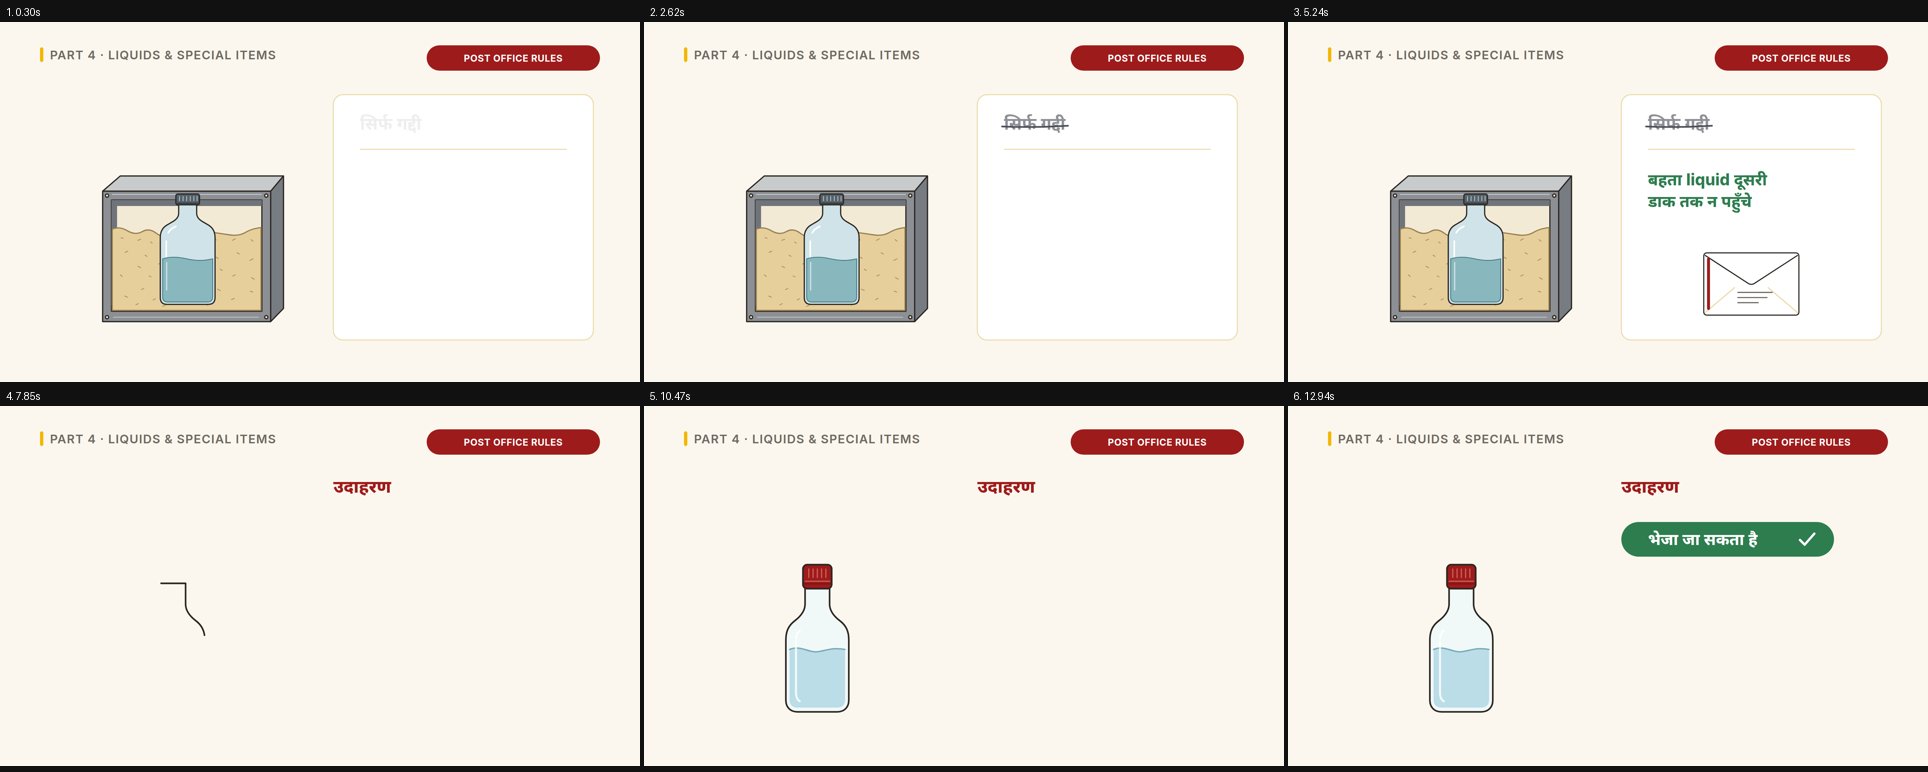 1. 0.30s
PART 4 · LIQUIDS & SPECIAL ITEMS
POST OFFICE RULES
सिर्फ गद्दी
2. 2.62s
PART 4 · LIQUIDS & SPECIAL ITEMS
POST OFFICE RULES
सिर्फ गद्दी
3. 5.24s
PART 4 · LIQUIDS & SPECIAL ITEMS
POST OFFICE RULES
सिर्फ गद्दी
बहता liquid दूसरी
डाक तक न पहुँचे
4. 7.85s
PART 4 · LIQUIDS & SPECIAL ITEMS
POST OFFICE RULES
उदाहरण
5. 10.47s
PART 4 · LIQUIDS & SPECIAL ITEMS
POST OFFICE RULES
उदाहरण
6. 12.94s
PART 4 · LIQUIDS & SPECIAL ITEMS
POST OFFICE RULES
उदाहरण
भेजा जा सकता है